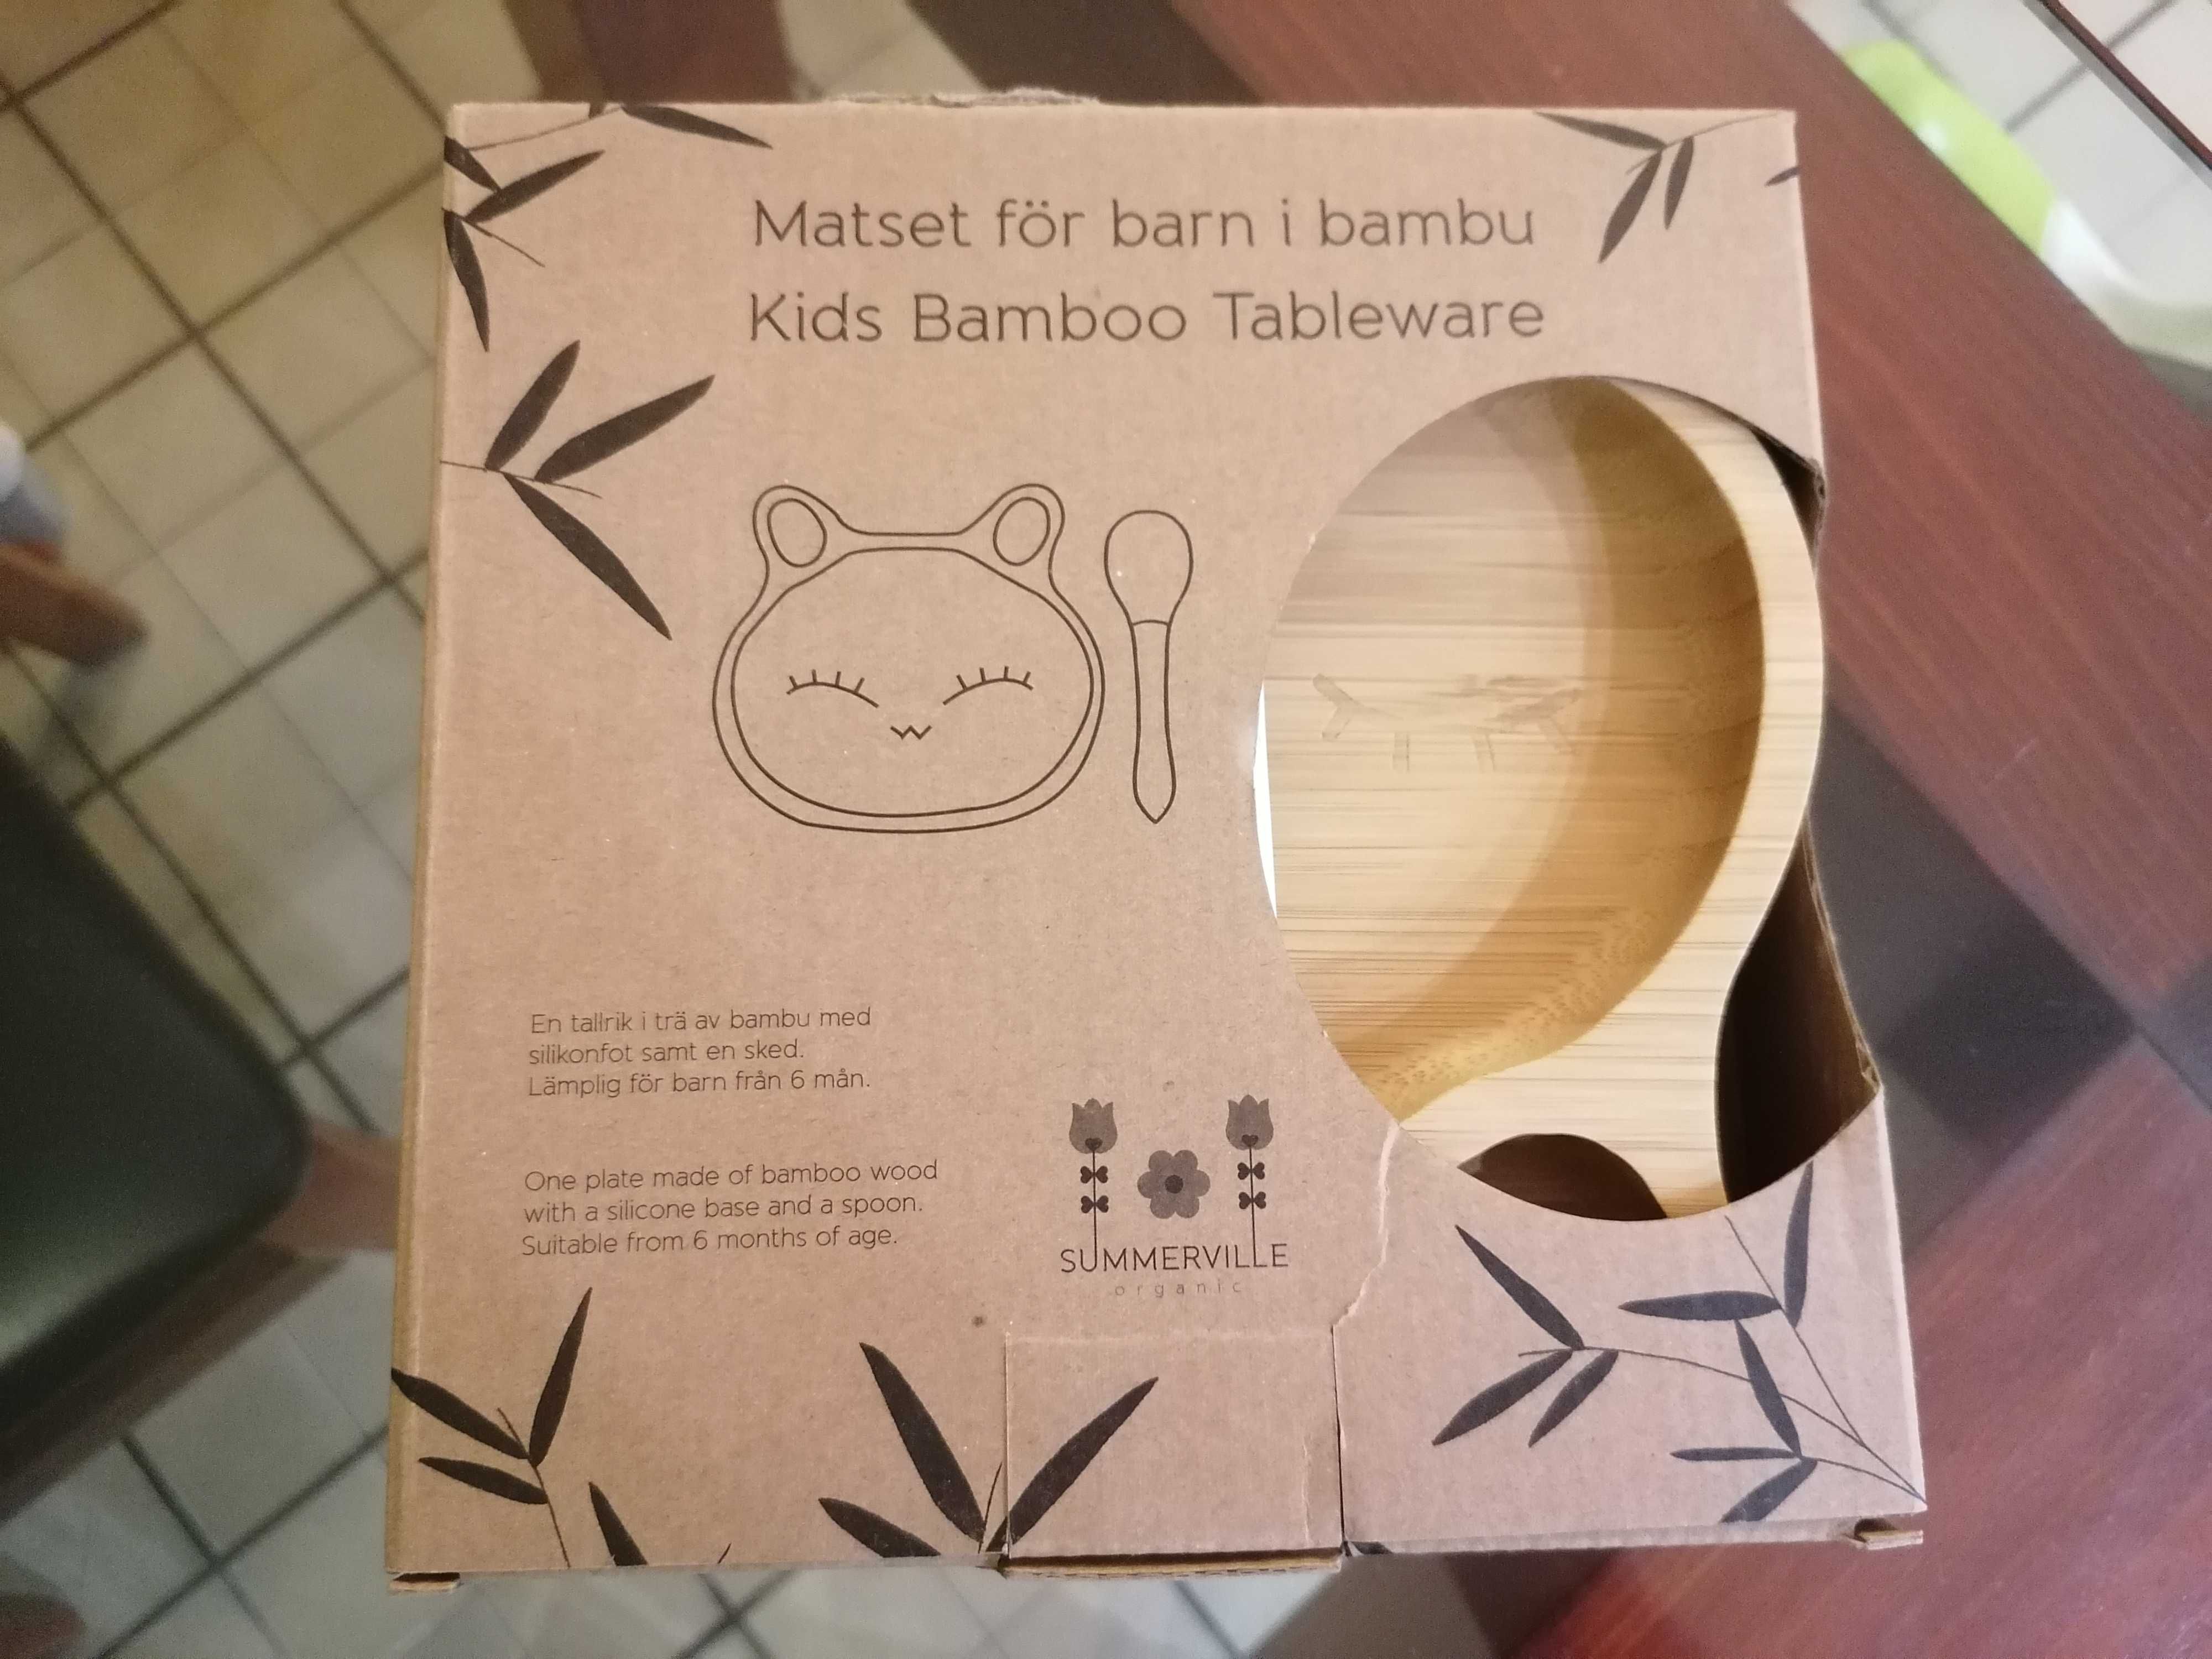 Matset för barn i bambu
Kids Bamboo Tableware
En tallrik i trä av bambu med
silikonfot samt en sked.
Lämplig för barn från 6 mån.
One plate made of bamboo wood
with a silicone base and a spoon.
Suitable from 6 months of age.
SUMMERVILLE
organic